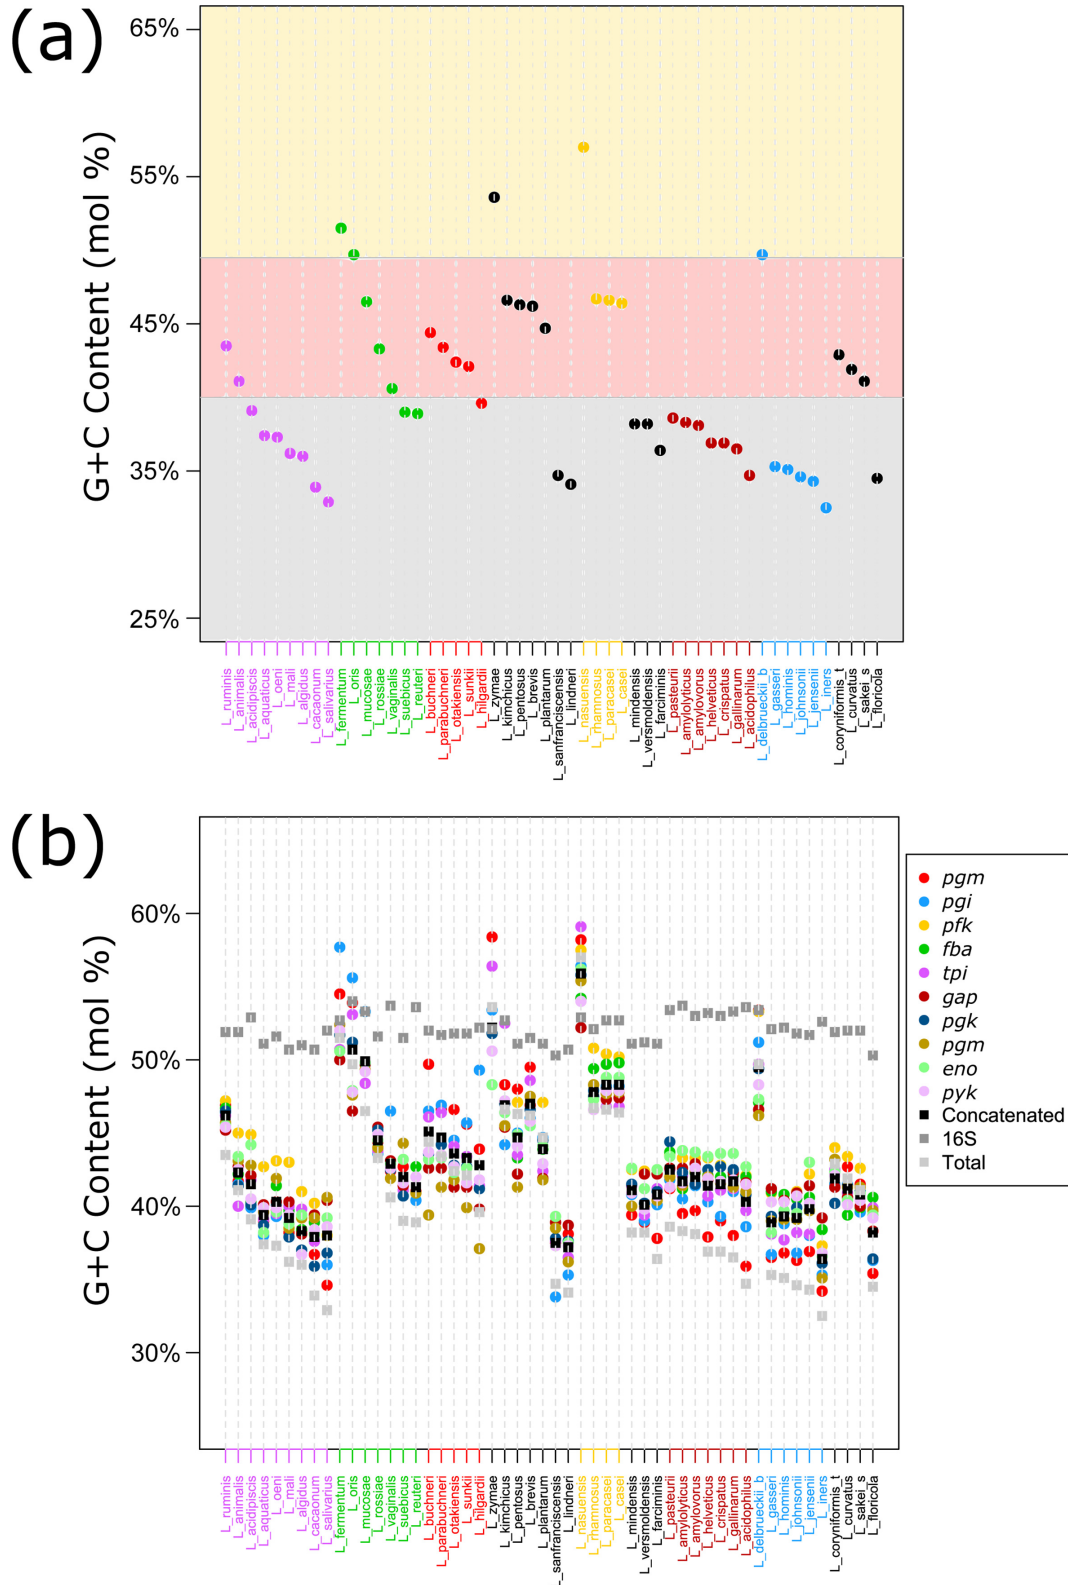 (a)
G+C Content (mol %)
65%
55%
45%
35%
25%
L_ruminis
L_animalis
L_acidipiscis
L_aquaticus
L_oeni
L_mali
L_algidus
L_cacaonum
L_salivarius
L_fermentum
L_oris
L_mucosae
L_rossiae
L_vaginalis
L_suebicus
L_reuteri
L_buchneri
L_parabuchneri
L_otakiensis
L_sunkii
L_hilgardii
L_zymae
L_kimchicus
L_pentosus
L_brevis
L_plantarum
L_sanfranciscensis
L_lindneri
L_nasuensis
L_rhamnosus
L_paracasei
L_casei
L_mindensis
L_versmoldensis
L_farciminis
L_pasteurii
L_amylolyticus
L_amylovorus
L_helveticus
L_crispatus
L_gallinarum
L_acidophilus
L_delbrueckii_b
L_gasseri
L_hominis
L_johnsonii
L_jensenii
L_iners
L_coryniformis_t
L_curvatus
L_sakei_s
L_floricola
(b)
G+C Content (mol %)
60%
50%
40%
30%
pgm
pgi
pfk
fba
tpi
gap
pgk
pgm
eno
pyk
Concatenated
16S
Total
L_ruminis
L_animalis
L_acidipiscis
L_aquaticus
L_oeni
L_mali
L_algidus
L_cacaonum
L_salivarius
L_fermentum
L_oris
L_mucosae
L_rossiae
L_vaginalis
L_suebicus
L_reuteri
L_buchneri
L_parabuchneri
L_otakiensis
L_sunkii
L_hilgardii
L_zymae
L_kimchicus
L_pentosus
L_brevis
L_plantarum
L_sanfranciscensis
L_lindneri
L_nasuensis
L_rhamnosus
L_paracasei
L_casei
L_mindensis
L_versmoldensis
L_farciminis
L_pasteurii
L_amylolyticus
L_amylovorus
L_helveticus
L_crispatus
L_gallinarum
L_acidophilus
L_delbrueckii_b
L_gasseri
L_hominis
L_johnsonii
L_jensenii
L_iners
L_coryniformis_t
L_curvatus
L_sakei_s
L_floricola